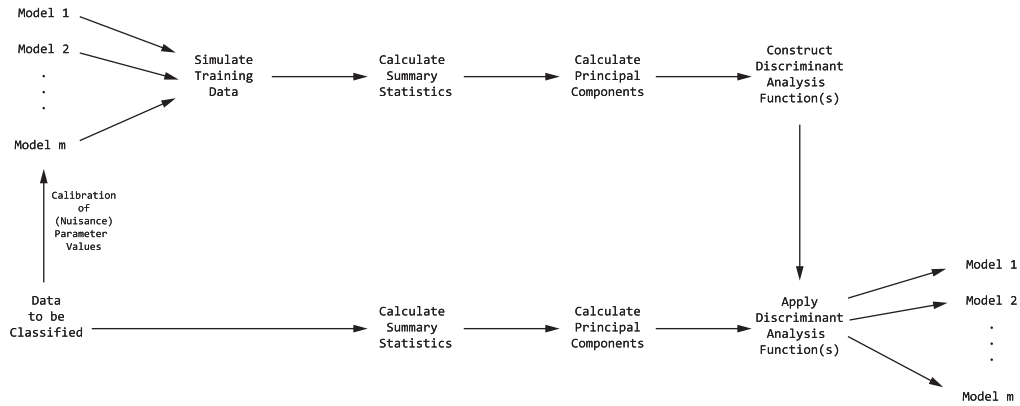 Model 1
Model 2
.
.
.
Model m
Simulate
Training
Data
Calculate
Summary
Statistics
Calculate
Principal
Components
Construct
Discriminant
Analysis
Function(s)
Calibration
of
(Nuisance)
Parameter
Values
Data
to be
Classified
Calculate
Summary
Statistics
Calculate
Principal
Components
Apply
Discriminant
Analysis
Function(s)
Model 1
Model 2
.
.
.
Model m